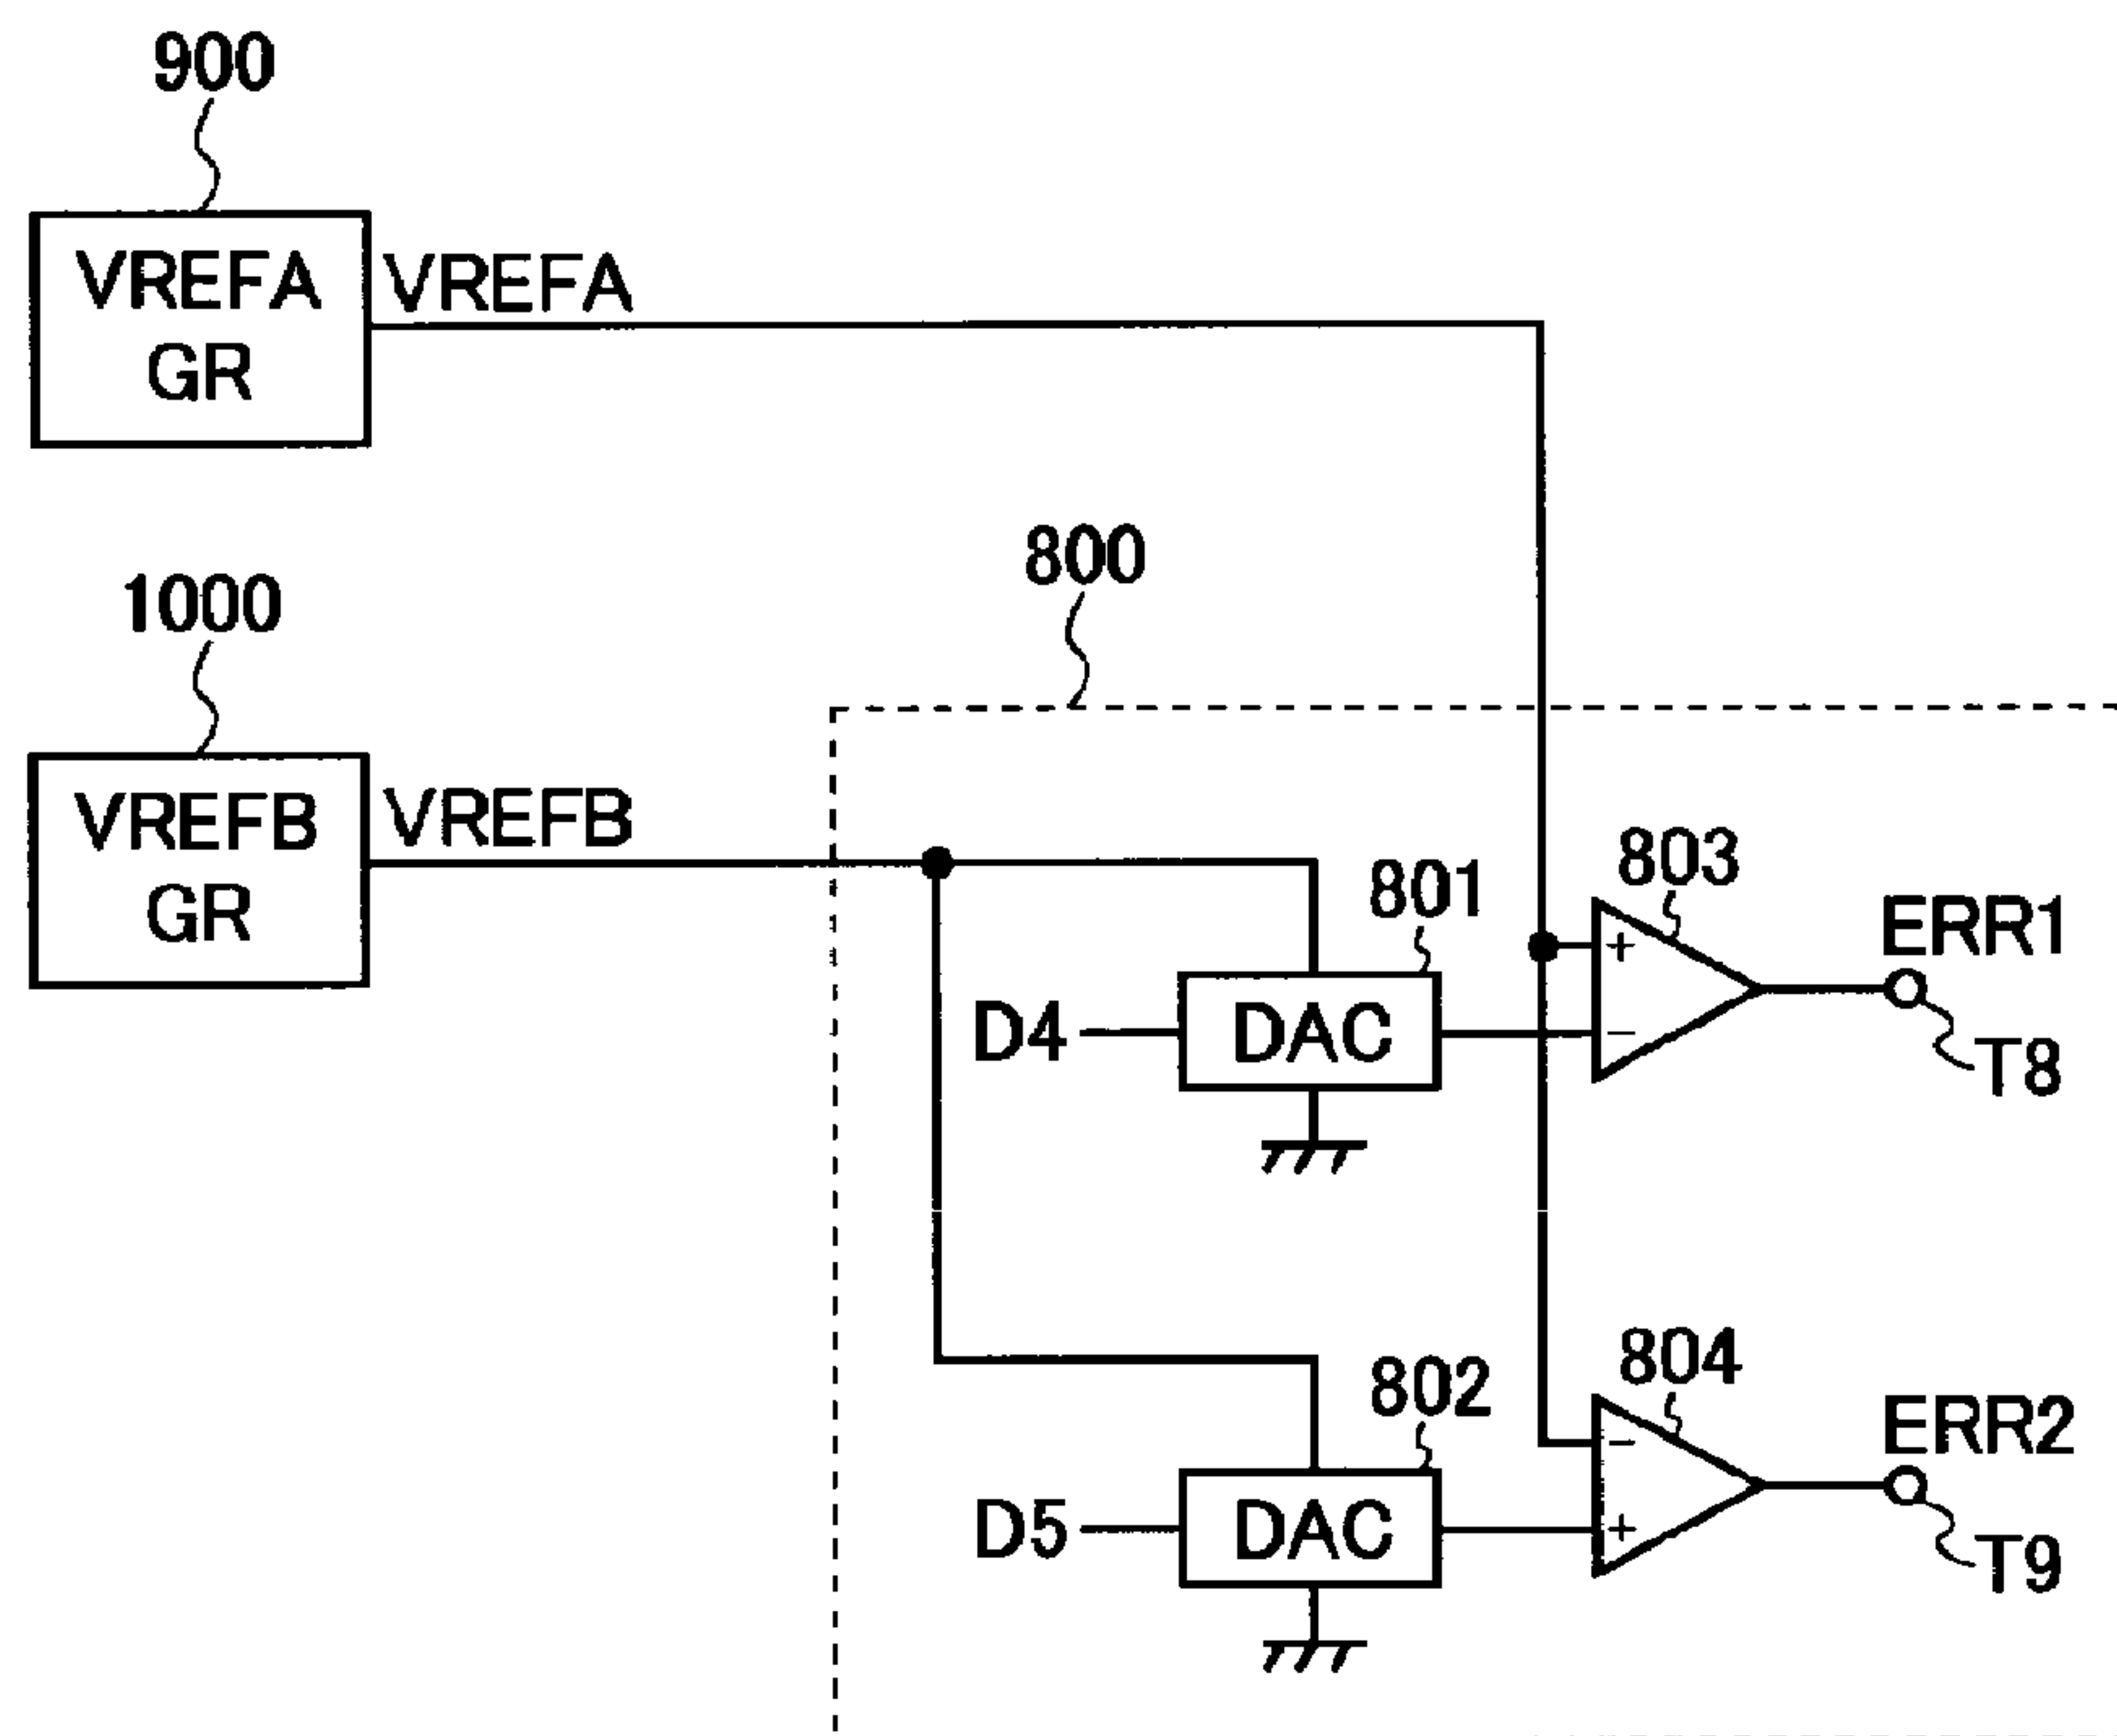 900
VREFA
GR
VREFA
800
1000
VREFB
GR
VREFB
801
803
ERR1
+
D4
DAC
−
T8
802
804
ERR2
−
D5
DAC
+
T9